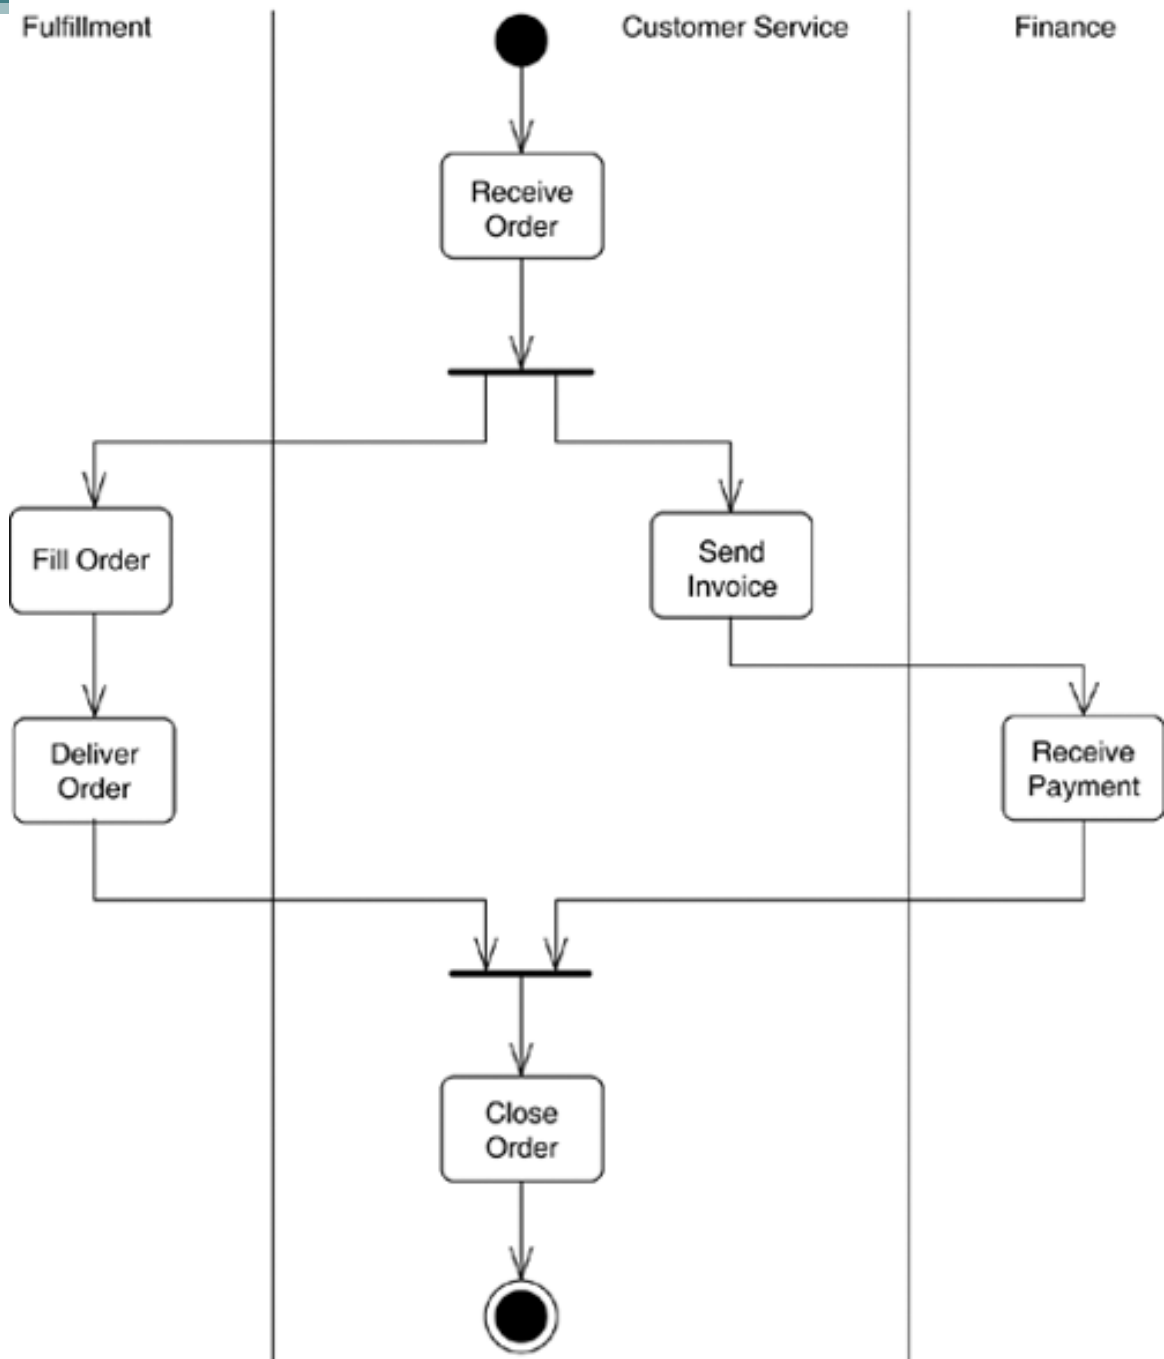 Fulfillment
Customer Service
Finance
Receive
Order
Fill Order
Send
Invoice
Deliver
Order
Receive
Payment
Close
Order